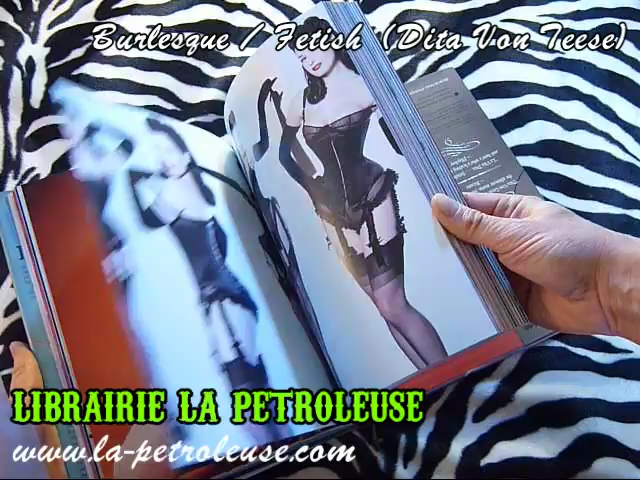 Burlesque / Fetish (Dita Von Teese)
LIBRAIRIE LA PETROLEUSE
www.la-petroleuse.com